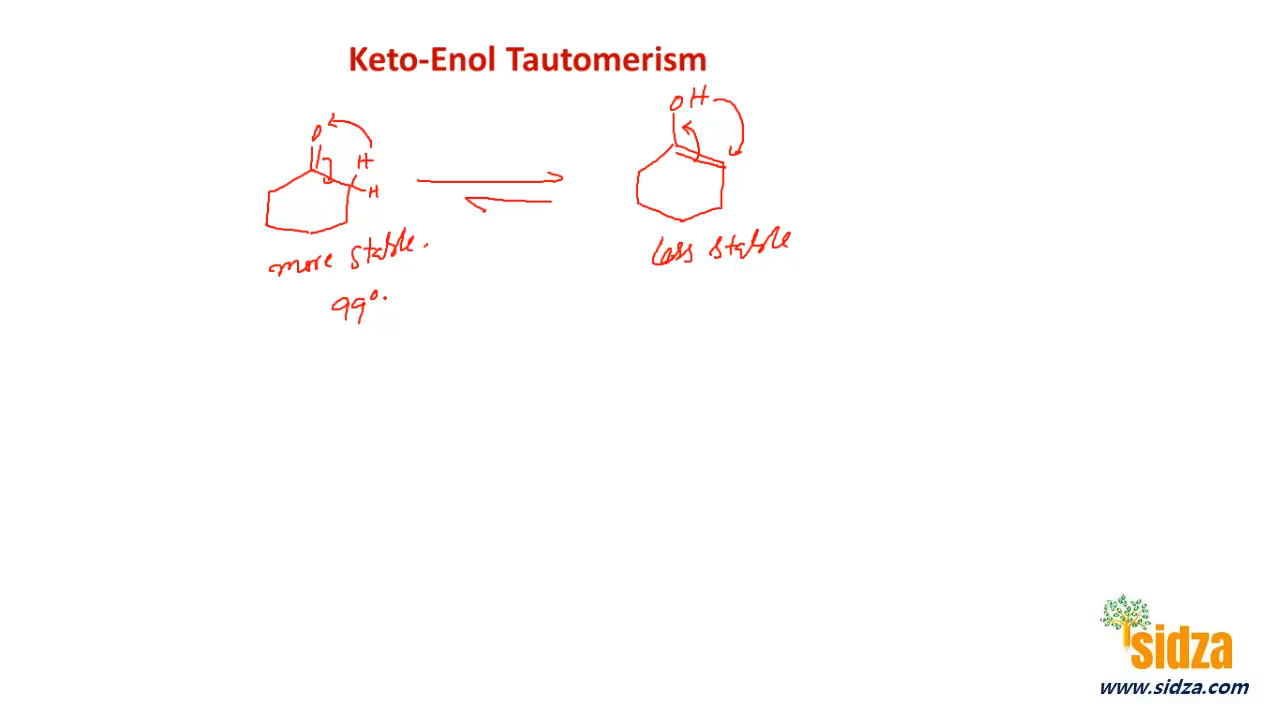 Keto-Enol Tautomerism
O
H
H
OH
more stable.
less stable
99%
sidza
www.sidza.com